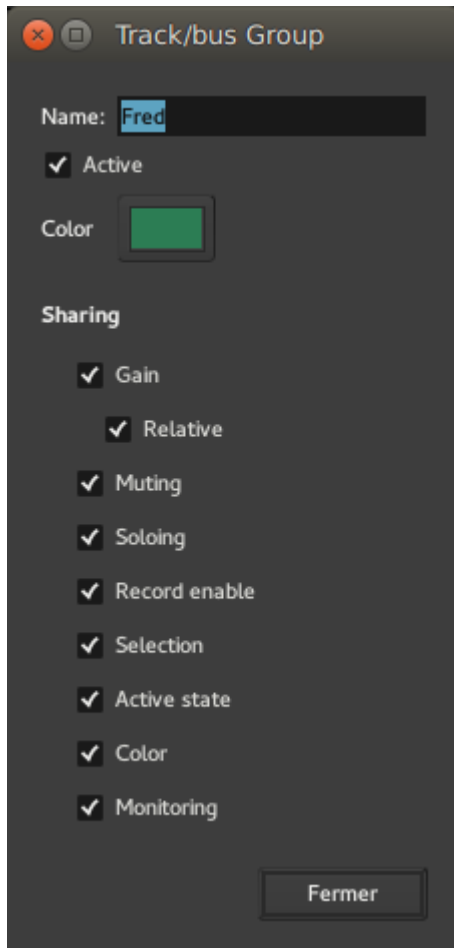 Track/bus Group
Name: Fred
Active
Color
Sharing
Gain
Relative
Muting
Soloing
Record enable
Selection
Active state
Color
Monitoring
Fermer